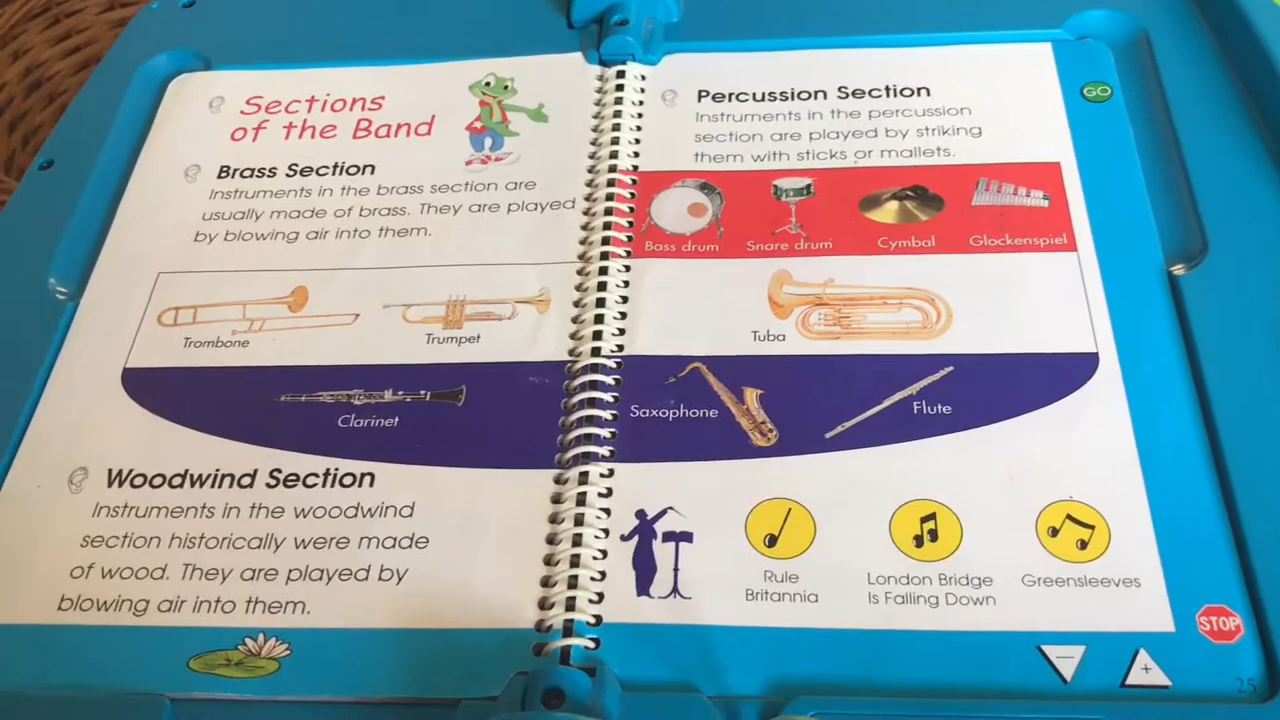 Sections
of the Band
Brass Section
Instruments in the brass section are
usually made of brass. They are played
by blowing air into them.
Trombone
Trumpet
Clarinet
Woodwind Section
Instruments in the woodwind
section historically were made
of wood. They are played by
blowing air into them.
Percussion Section
Instruments in the percussion
section are played by striking
them with sticks or mallets.
Bass drum
Snare drum
Cymbal
Glockenspiel
Tuba
Saxophone
Flute
Rule
Britannia
London Bridge
Is Falling Down
Greensleeves
GO
STOP
−
+
25